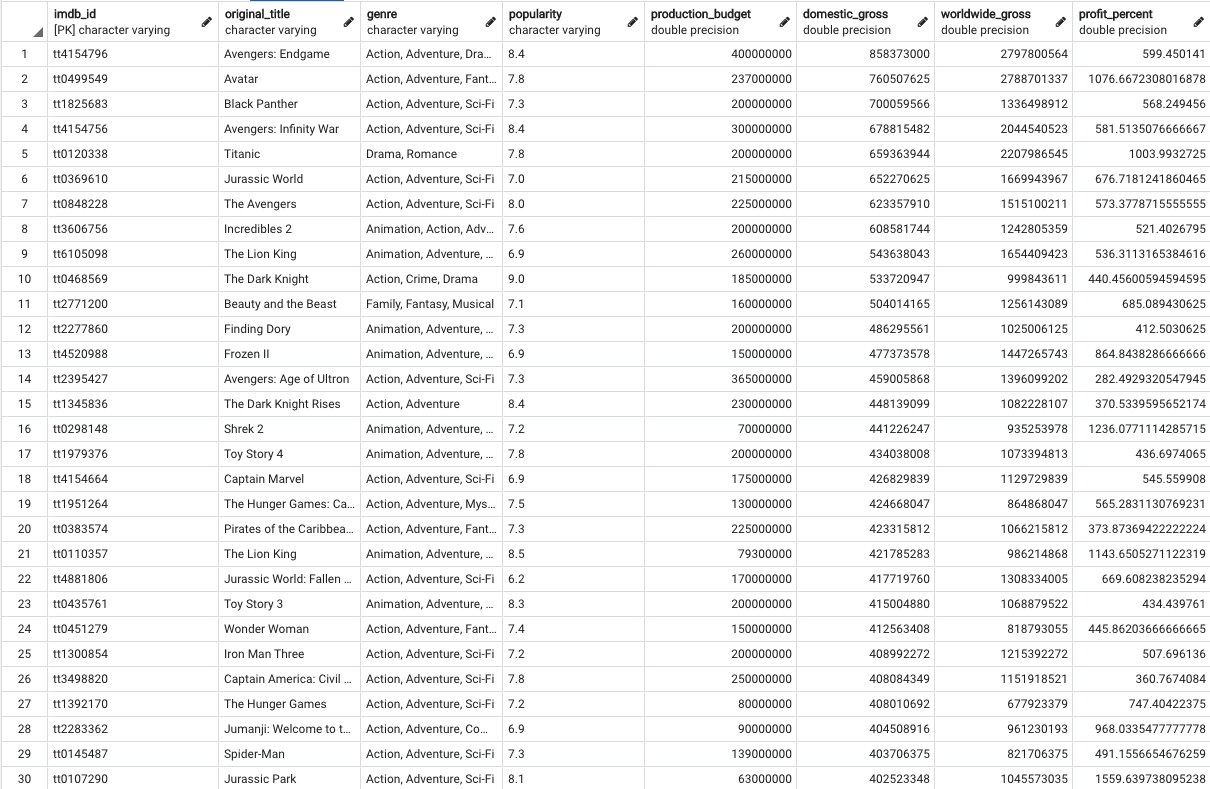 imdb_id original_title genre popularity production_budget domestic_gross worldwide_gross profit_percent
[PK] character varying character varying character varying character varying double precision double precision double precision double precision
1 tt4154796 Avengers: Endgame Action, Adventure, Dra... 8.4 400000000 858373000 2797800564 599.450141
2 tt0499549 Avatar Action, Adventure, Fant... 7.8 237000000 760507625 2788701337 1076.6672308016878
3 tt1825683 Black Panther Action, Adventure, Sci-Fi 7.3 200000000 700059566 1336498912 568.249456
4 tt4154756 Avengers: Infinity War Action, Adventure, Sci-Fi 8.4 300000000 678815482 2044540523 581.5135076666667
5 tt0120338 Titanic Drama, Romance 7.8 200000000 659363944 2207986545 1003.9932725
6 tt0369610 Jurassic World Action, Adventure, Sci-Fi 7.0 215000000 652270625 1669943967 676.7181241860465
7 tt0848228 The Avengers Action, Adventure, Sci-Fi 8.0 225000000 623357910 1515100211 573.3778715555555
8 tt3606756 Incredibles 2 Animation, Action, Adv... 7.6 200000000 608581744 1242805359 521.4026795
9 tt6105098 The Lion King Animation, Adventure, ... 6.9 260000000 543638043 1654409423 536.3113165384616
10 tt0468569 The Dark Knight Action, Crime, Drama 9.0 185000000 533720947 999843611 440.45600594594595
11 tt2771200 Beauty and the Beast Family, Fantasy, Musical 7.1 160000000 504014165 1256143089 685.089430625
12 tt2277860 Finding Dory Animation, Adventure, ... 7.3 200000000 486295561 1025006125 412.5030625
13 tt4520988 Frozen II Animation, Adventure, ... 6.9 150000000 477373578 1447265743 864.8438286666666
14 tt2395427 Avengers: Age of Ultron Action, Adventure, Sci-Fi 7.3 365000000 459005868 1396099202 282.4929320547945
15 tt1345836 The Dark Knight Rises Action, Adventure 8.4 230000000 448139099 1082228107 370.5339595652174
16 tt0298148 Shrek 2 Animation, Adventure, ... 7.2 70000000 441226247 935253978 1236.0771114285715
17 tt1979376 Toy Story 4 Animation, Adventure, ... 7.8 200000000 434038008 1073394813 436.6974065
18 tt4154664 Captain Marvel Action, Adventure, Sci-Fi 6.9 175000000 426829839 1129729839 545.559908
19 tt1951264 The Hunger Games: Ca... Action, Adventure, Mys... 7.5 130000000 424668047 864868047 565.2831130769231
20 tt0383574 Pirates of the Caribbea... Action, Adventure, Fant... 7.3 225000000 423315812 1066215812 373.87369422222224
21 tt0110357 The Lion King Animation, Adventure, ... 8.5 79300000 421785283 986214868 1143.6505271122319
22 tt4881806 Jurassic World: Fallen ... Action, Adventure, Sci-Fi 6.2 170000000 417719760 1308334005 669.608238235294
23 tt0435761 Toy Story 3 Animation, Adventure, ... 8.3 200000000 415004880 1068879522 434.439761
24 tt0451279 Wonder Woman Action, Adventure, Fant... 7.4 150000000 412563408 818793055 445.86203666666665
25 tt1300854 Iron Man Three Action, Adventure, Sci-Fi 7.2 200000000 408992272 1215392272 507.696136
26 tt3498820 Captain America: Civil ... Action, Adventure, Sci-Fi 7.8 250000000 408084349 1151918521 360.7674084
27 tt1392170 The Hunger Games Action, Adventure, Sci-Fi 7.2 80000000 408010692 677923379 747.40422375
28 tt2283362 Jumanji: Welcome to t... Action, Adventure, Co... 6.9 90000000 404508916 961230193 968.0335477777778
29 tt0145487 Spider-Man Action, Adventure, Sci-Fi 7.3 139000000 403706375 821706375 491.1556654676259
30 tt0107290 Jurassic Park Action, Adventure, Sci-Fi 8.1 63000000 402523348 1045573035 1559.639738095238